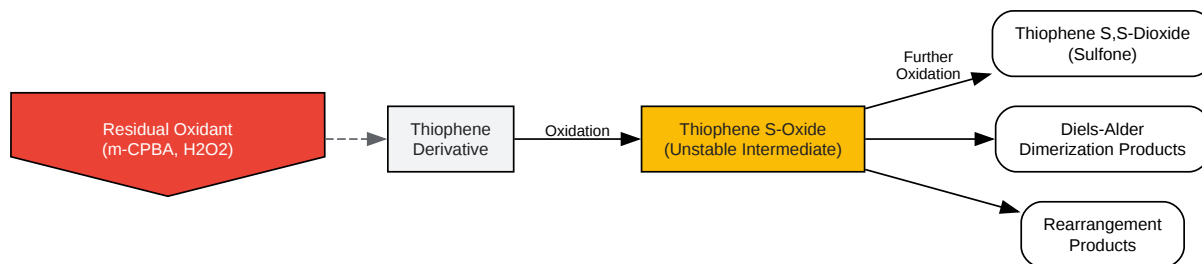 Residual Oxidant
(m-CPBA, H2O2)
Thiophene
Derivative
Oxidation
Thiophene S-Oxide
(Unstable Intermediate)
Further
Oxidation
Thiophene S,S-Dioxide
(Sulfone)
Diels-Alder
Dimerization Products
Rearrangement
Products